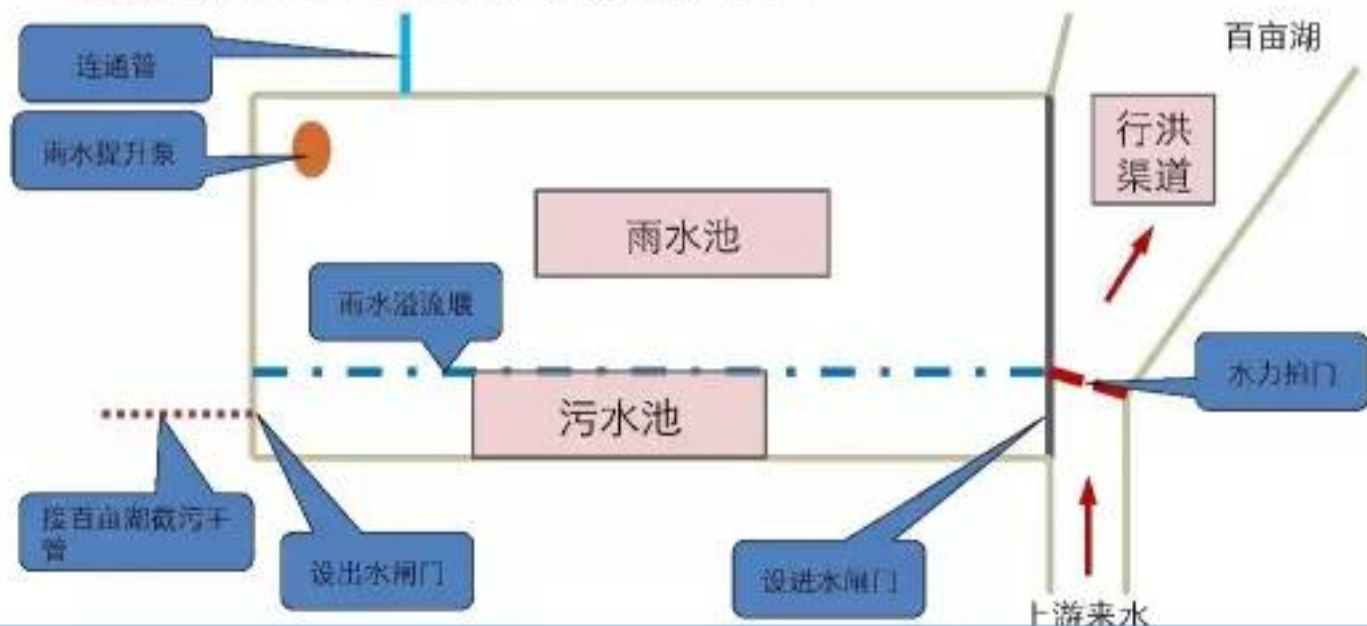 百亩湖
连通管
行洪
渠道
雨水提升泵
雨水池
雨水溢流堰
水力拍门
污水池
接百亩湖截污干
管
设出水闸门
设进水闸门
上游来水